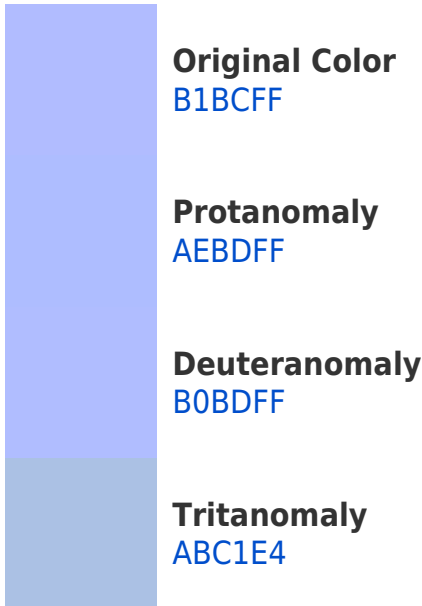 Original Color
B1BCFF
Protanomaly
AEBDFF
Deuteranomaly
B0BDFF
Tritanomaly
ABC1E4